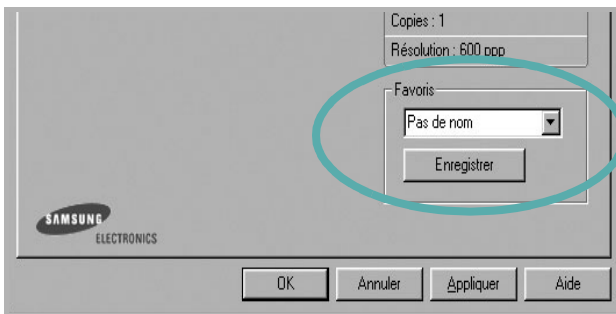 Copies : 1
Résolution : 600 ppp
Favoris
Pas de nom
Enregistrer
SAMSUNG
ELECTRONICS
OK Annuler Appliquer Aide